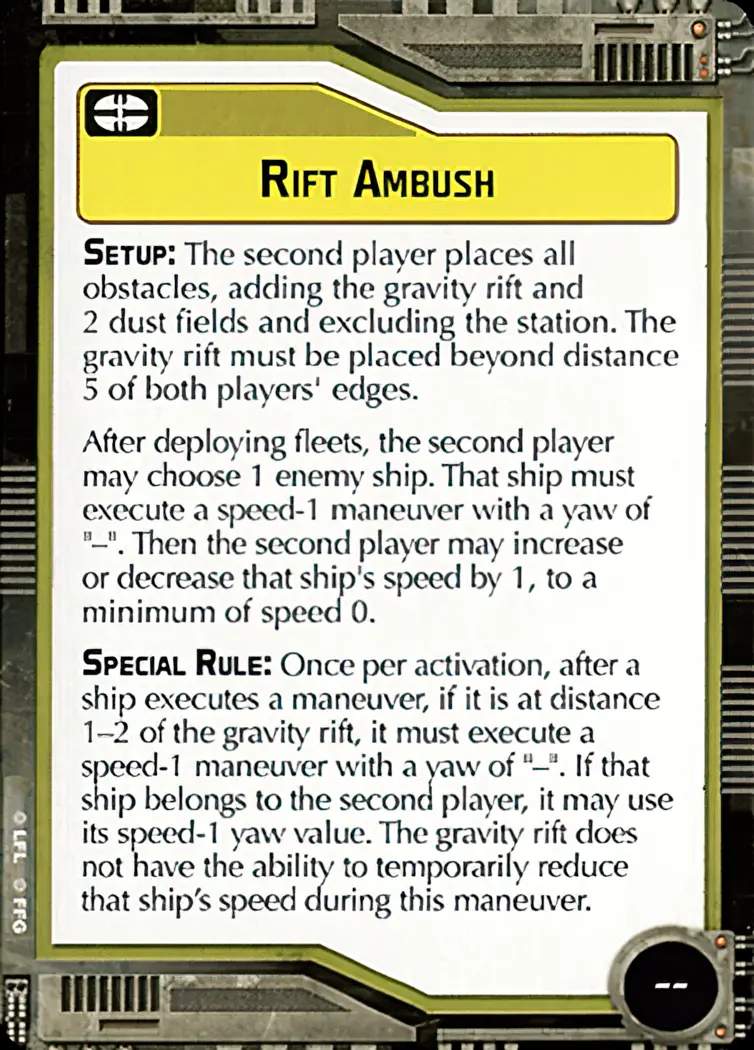 Rift Ambush
Setup: The second player places all
obstacles, adding the gravity rift and
2 dust fields and excluding the station. The
gravity rift must be placed beyond distance
5 of both players' edges.
After deploying fleets, the second player
may choose 1 enemy ship. That ship must
execute a speed-1 maneuver with a yaw of
"–". Then the second player may increase
or decrease that ship's speed by 1, to a
minimum of speed 0.
Special Rule: Once per activation, after a
ship executes a maneuver, if it is at distance
1–2 of the gravity rift, it must execute a
speed-1 maneuver with a yaw of "–". If that
ship belongs to the second player, it may use
its speed-1 yaw value. The gravity rift does
not have the ability to temporarily reduce
that ship's speed during this maneuver.
© LFL © FFG
--